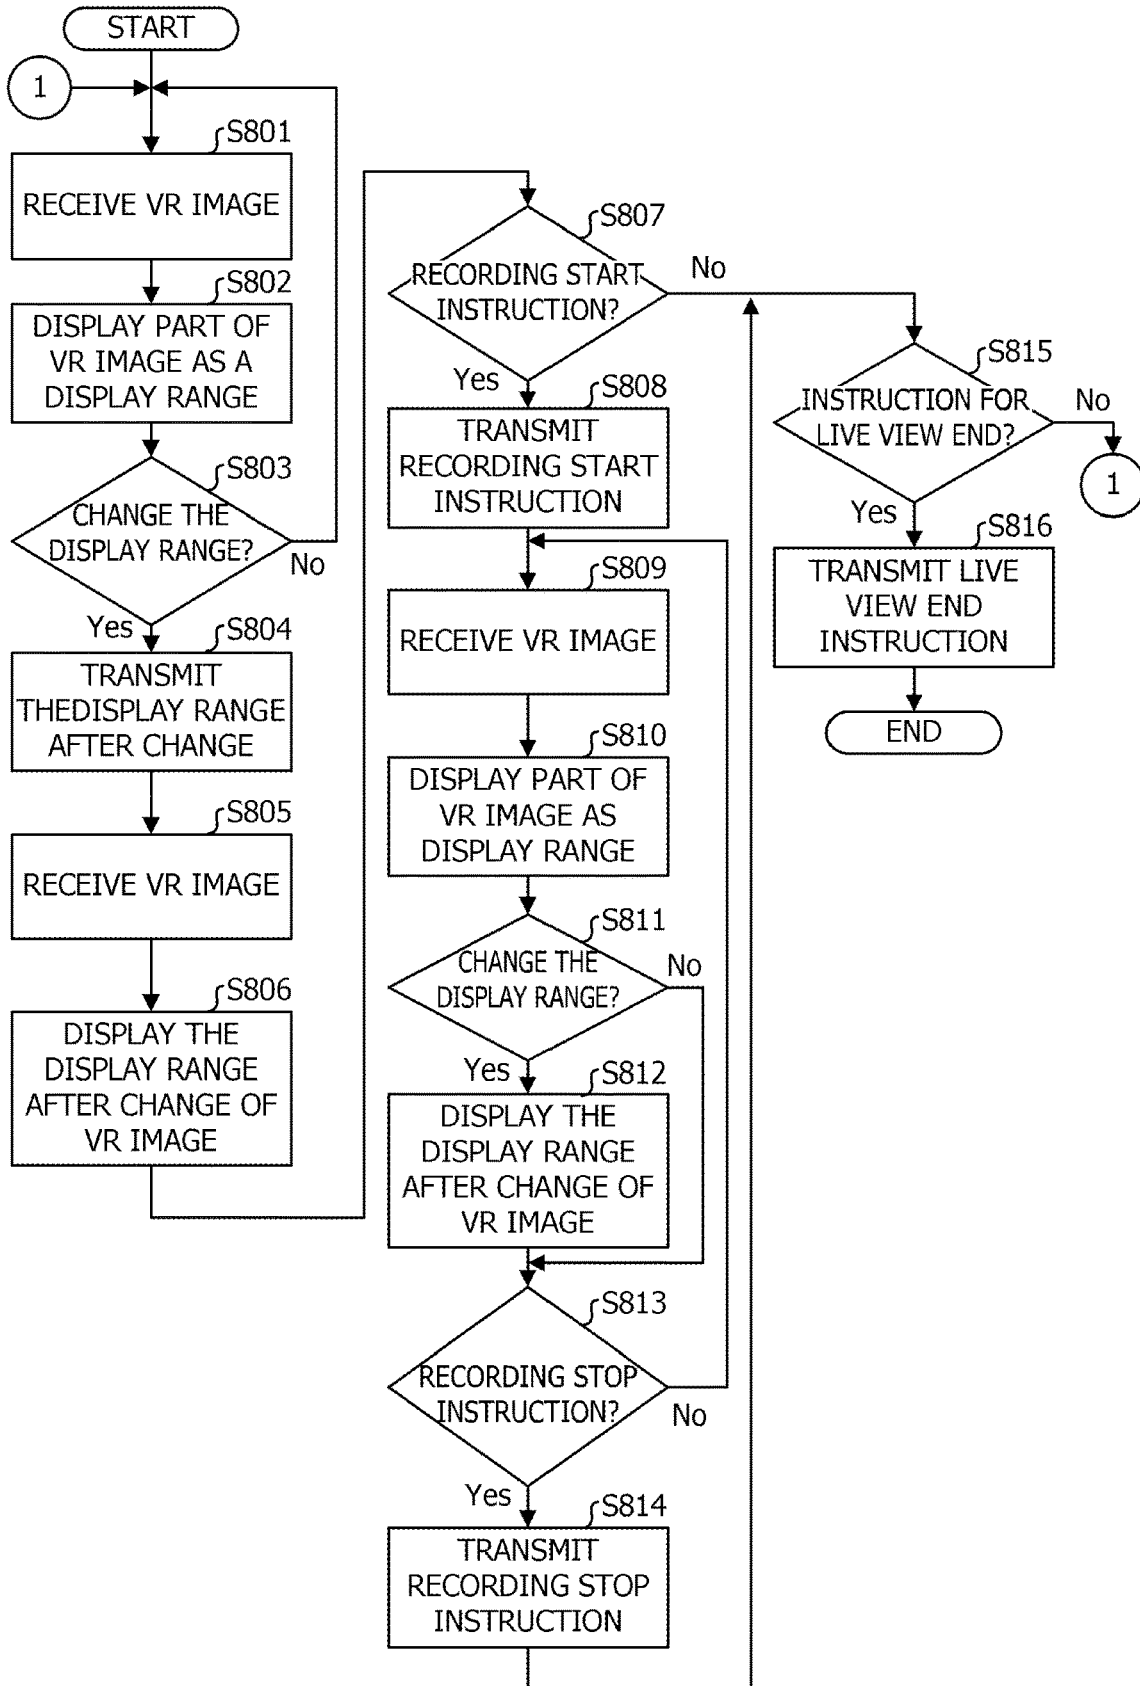 START
1
S801
RECEIVE VR IMAGE
S802
DISPLAY PART OF
VR IMAGE AS A
DISPLAY RANGE
S803
CHANGE THE
DISPLAY RANGE?
No
Yes
S804
TRANSMIT
THEDISPLAY RANGE
AFTER CHANGE
S805
RECEIVE VR IMAGE
S806
DISPLAY THE
DISPLAY RANGE
AFTER CHANGE OF
VR IMAGE
S807
RECORDING START
INSTRUCTION?
No
Yes
S808
TRANSMIT
RECORDING START
INSTRUCTION
S809
RECEIVE VR IMAGE
S810
DISPLAY PART OF
VR IMAGE AS
DISPLAY RANGE
S811
CHANGE THE
DISPLAY RANGE?
No
Yes
S812
DISPLAY THE
DISPLAY RANGE
AFTER CHANGE OF
VR IMAGE
S813
RECORDING STOP
INSTRUCTION?
No
Yes
S814
TRANSMIT
RECORDING STOP
INSTRUCTION
S815
INSTRUCTION FOR
LIVE VIEW END?
No
1
Yes
S816
TRANSMIT LIVE
VIEW END
INSTRUCTION
END